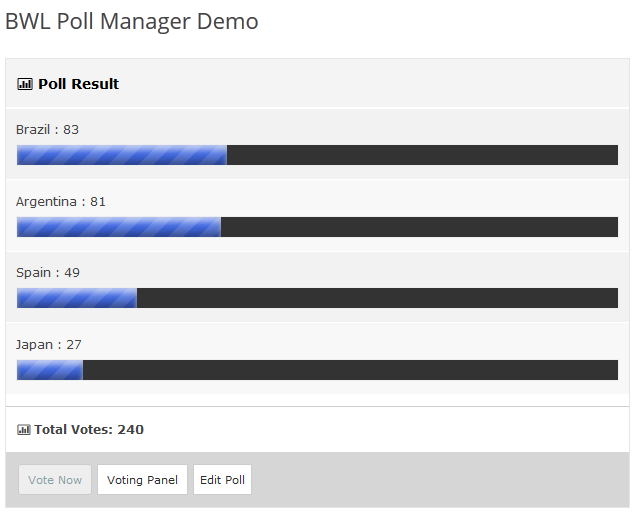 BWL Poll Manager Demo
Poll Result
Brazil : 83
Argentina : 81
Spain : 49
Japan : 27
Total Votes: 240
Vote Now Voting Panel Edit Poll